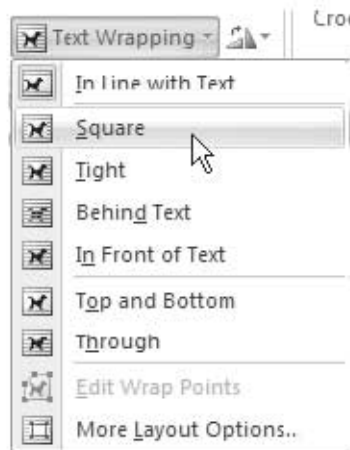 Text Wrapping
In Line with Text
Square
Tight
Behind Text
In Front of Text
Top and Bottom
Through
Edit Wrap Points
More Layout Options..